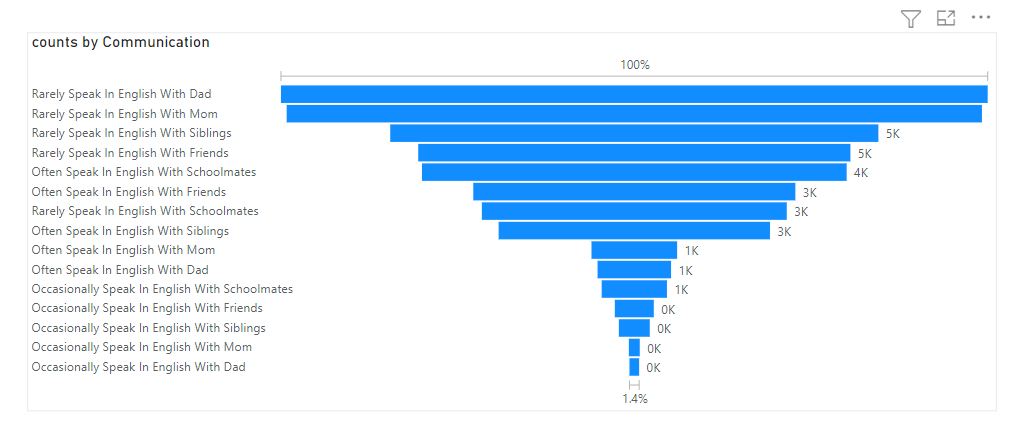 counts by Communication
100%
Rarely Speak In English With Dad
Rarely Speak In English With Mom
Rarely Speak In English With Siblings 5K
Rarely Speak In English With Friends 5K
Often Speak In English With Schoolmates 4K
Often Speak In English With Friends 3K
Rarely Speak In English With Schoolmates 3K
Often Speak In English With Siblings 3K
Often Speak In English With Mom 1K
Often Speak In English With Dad 1K
Occasionally Speak In English With Schoolmates 1K
Occasionally Speak In English With Friends 0K
Occasionally Speak In English With Siblings 0K
Occasionally Speak In English With Mom 0K
Occasionally Speak In English With Dad 0K
1.4%